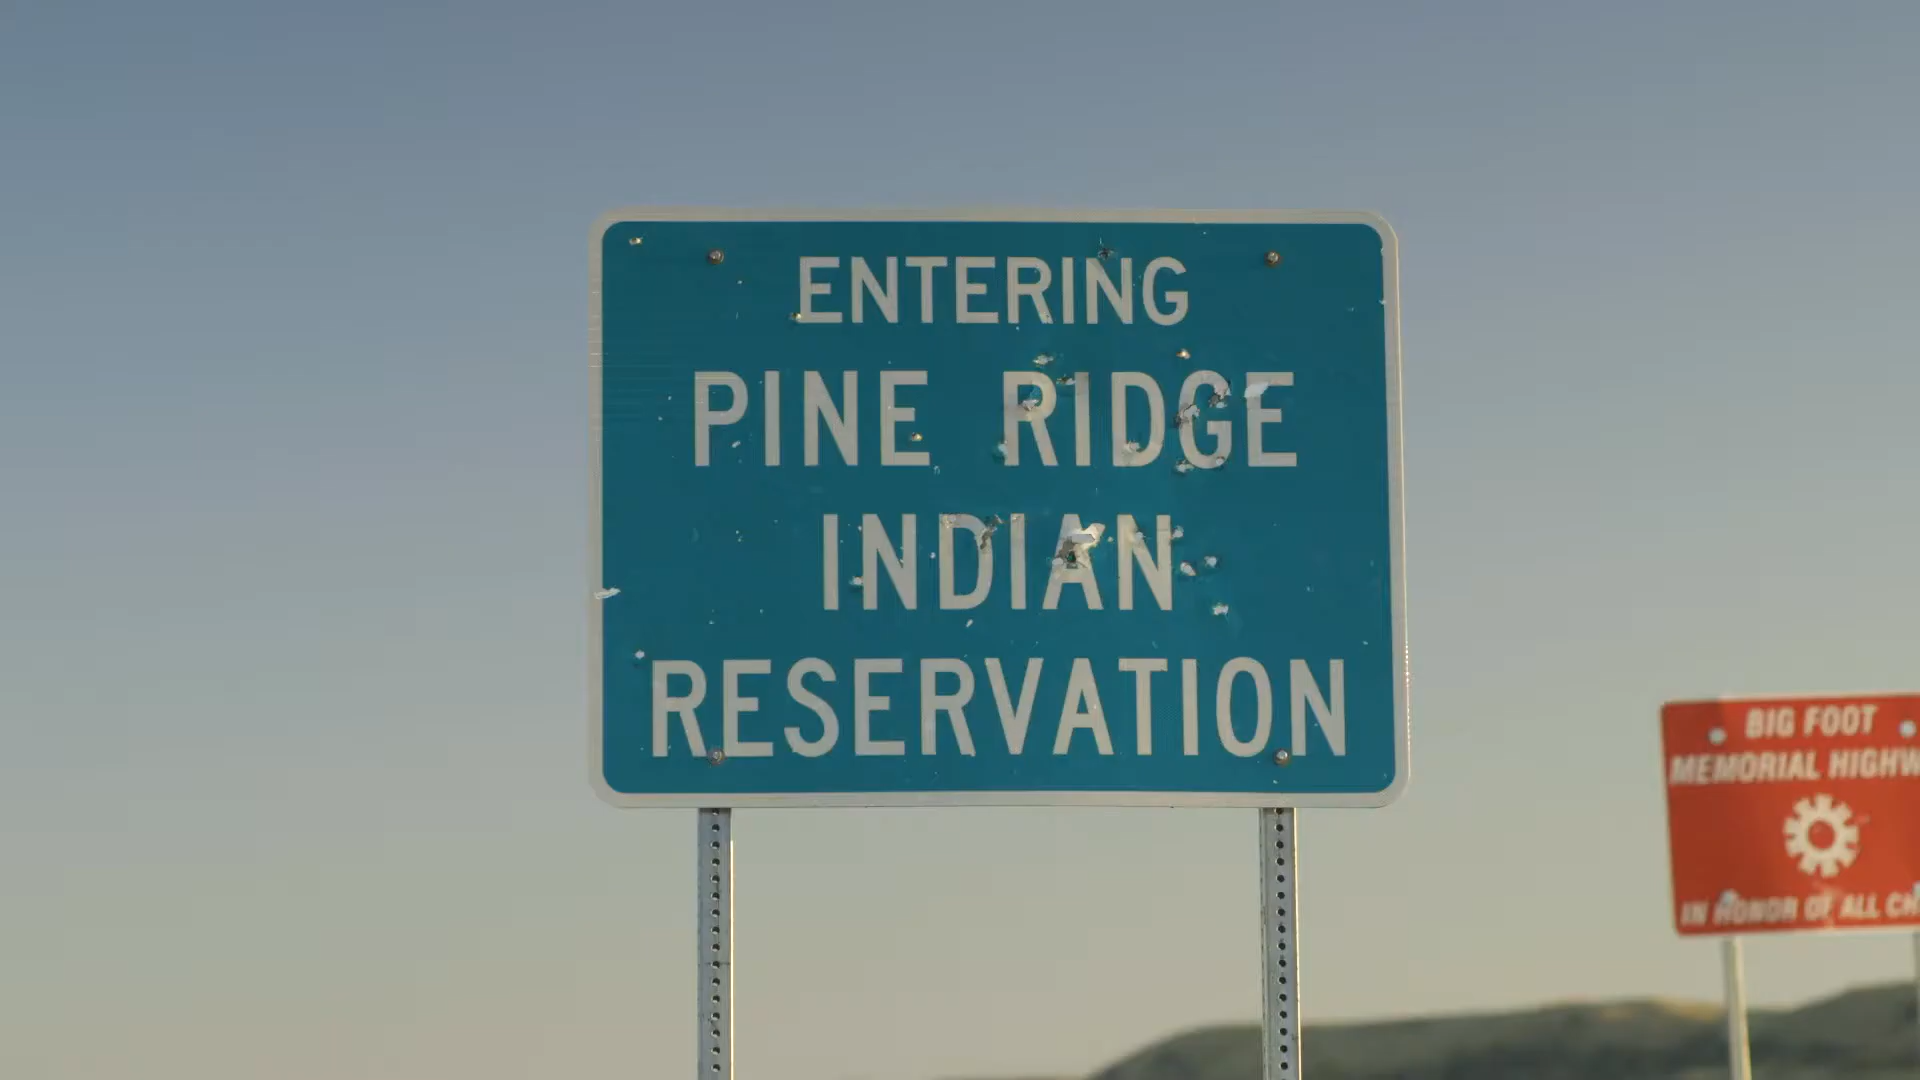 ENTERING
PINE RIDGE
INDIAN
RESERVATION
BIG FOOT
MEMORIAL
IN HONOR OF ALL